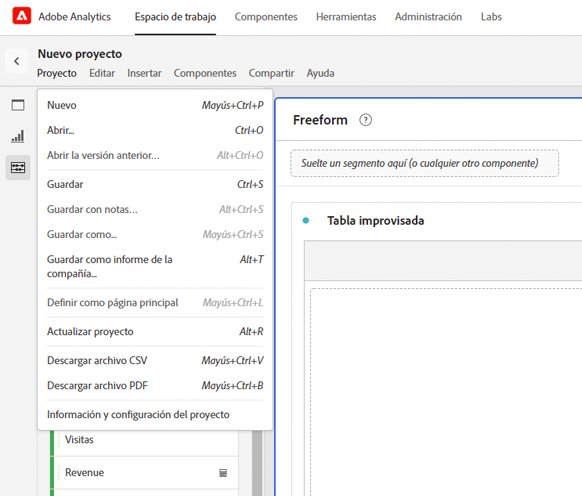 Adobe Analytics
Espacio de trabajo
Componentes
Herramientas
Administración
Labs
Nuevo proyecto
Proyecto
Editar
Insertar
Componentes
Compartir
Ayuda
Nuevo Mayús+Ctrl+P
Abrir... Ctrl+O
Abrir la versión anterior... Alt+Ctrl+O
Guardar Ctrl+S
Guardar con notas... Alt+Ctrl+S
Guardar como... Mayús+Ctrl+S
Guardar como informe de la Alt+T
compañía...
Definir como página principal Mayús+Ctrl+L
Actualizar proyecto Alt+R
Descargar archivo CSV Mayús+Ctrl+V
Descargar archivo PDF Mayús+Ctrl+B
Información y configuración del proyecto
Visitas
Revenue
Freeform ?
Suelte un segmento aquí (o cualquier otro componente)
Tabla improvisada